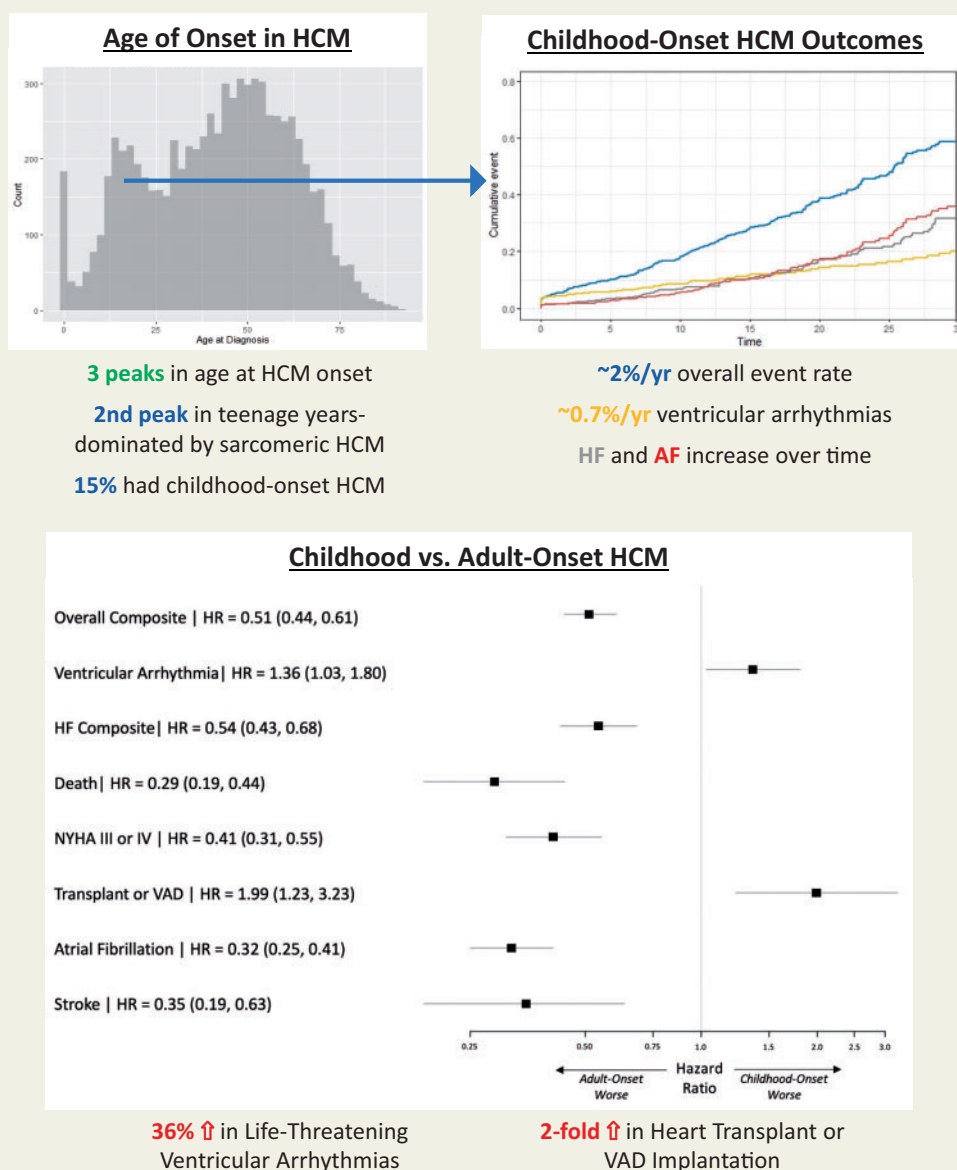 Age of Onset in HCM
Count
300
200
100
0
0
25
50
75
Age at Diagnosis
3 peaks in age at HCM onset
2nd peak in teenage years-
dominated by sarcomeric HCM
15% had childhood-onset HCM
Childhood-Onset HCM Outcomes
Cumulative event
0.8
0.6
0.4
0.2
0.0
0
5
10
15
20
25
3
Time
~2%/yr overall event rate
~0.7%/yr ventricular arrhythmias
HF and AF increase over time
Childhood vs. Adult-Onset HCM
Overall Composite | HR = 0.51 (0.44, 0.61)
Ventricular Arrhythmia| HR = 1.36 (1.03, 1.80)
HF Composite| HR = 0.54 (0.43, 0.68)
Death| HR = 0.29 (0.19, 0.44)
NYHA III or IV | HR = 0.41 (0.31, 0.55)
Transplant or VAD | HR = 1.99 (1.23, 3.23)
Atrial Fibrillation | HR = 0.32 (0.25, 0.41)
Stroke | HR = 0.35 (0.19, 0.63)
0.25 0.50 0.75 1.0 1.5 2.0 2.5 3.0
Adult-Onset
Worse
Hazard
Ratio
Childhood-Onset
Worse
36% ⇧ in Life-Threatening
Ventricular Arrhythmias
2-fold ⇧ in Heart Transplant or
VAD Implantation